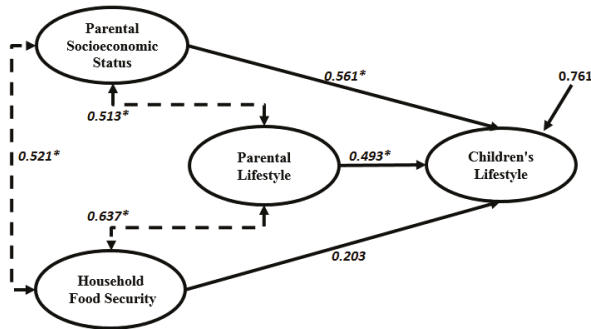 Parental
Socioeconomic
Status
0.561*
0.761
0.513*
0.521*
Parental
Lifestyle
0.493*
Children's
Lifestyle
0.637*
0.203
Household
Food Security